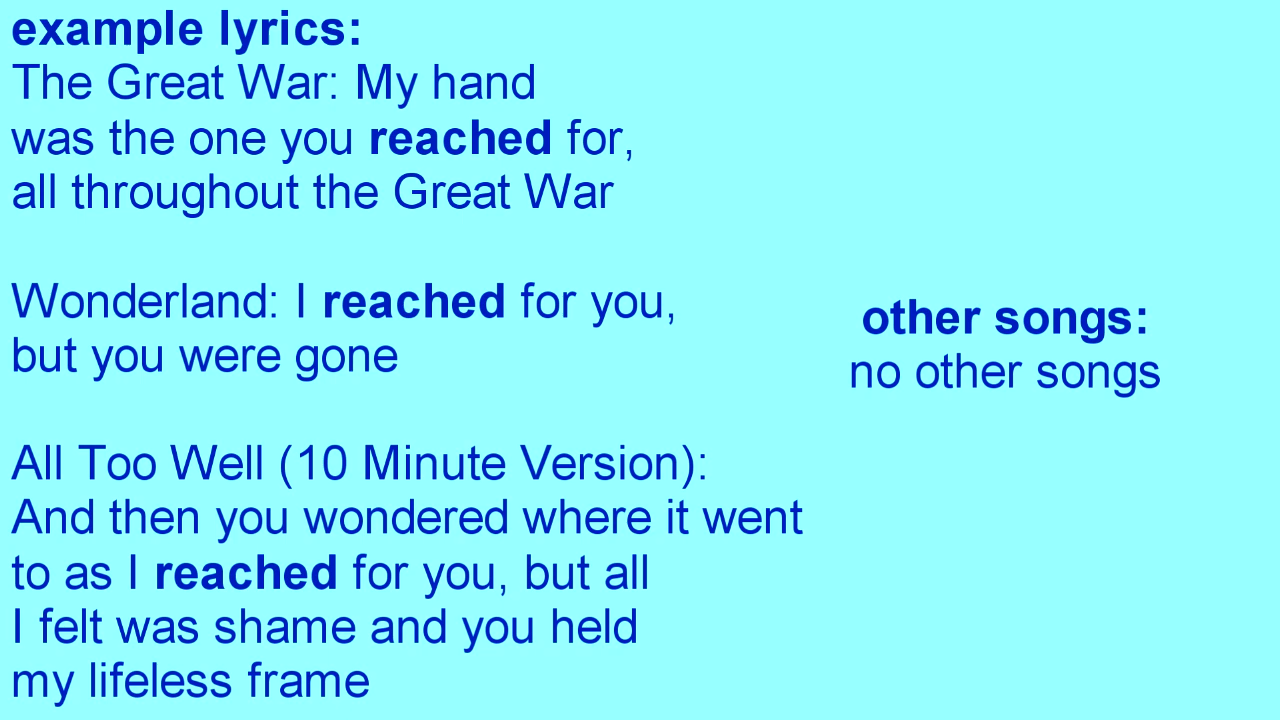 example lyrics:
The Great War: My hand
was the one you reached for,
all throughout the Great War
Wonderland: I reached for you,
but you were gone
All Too Well (10 Minute Version):
And then you wondered where it went
to as I reached for you, but all
I felt was shame and you held
my lifeless frame
other songs:
no other songs